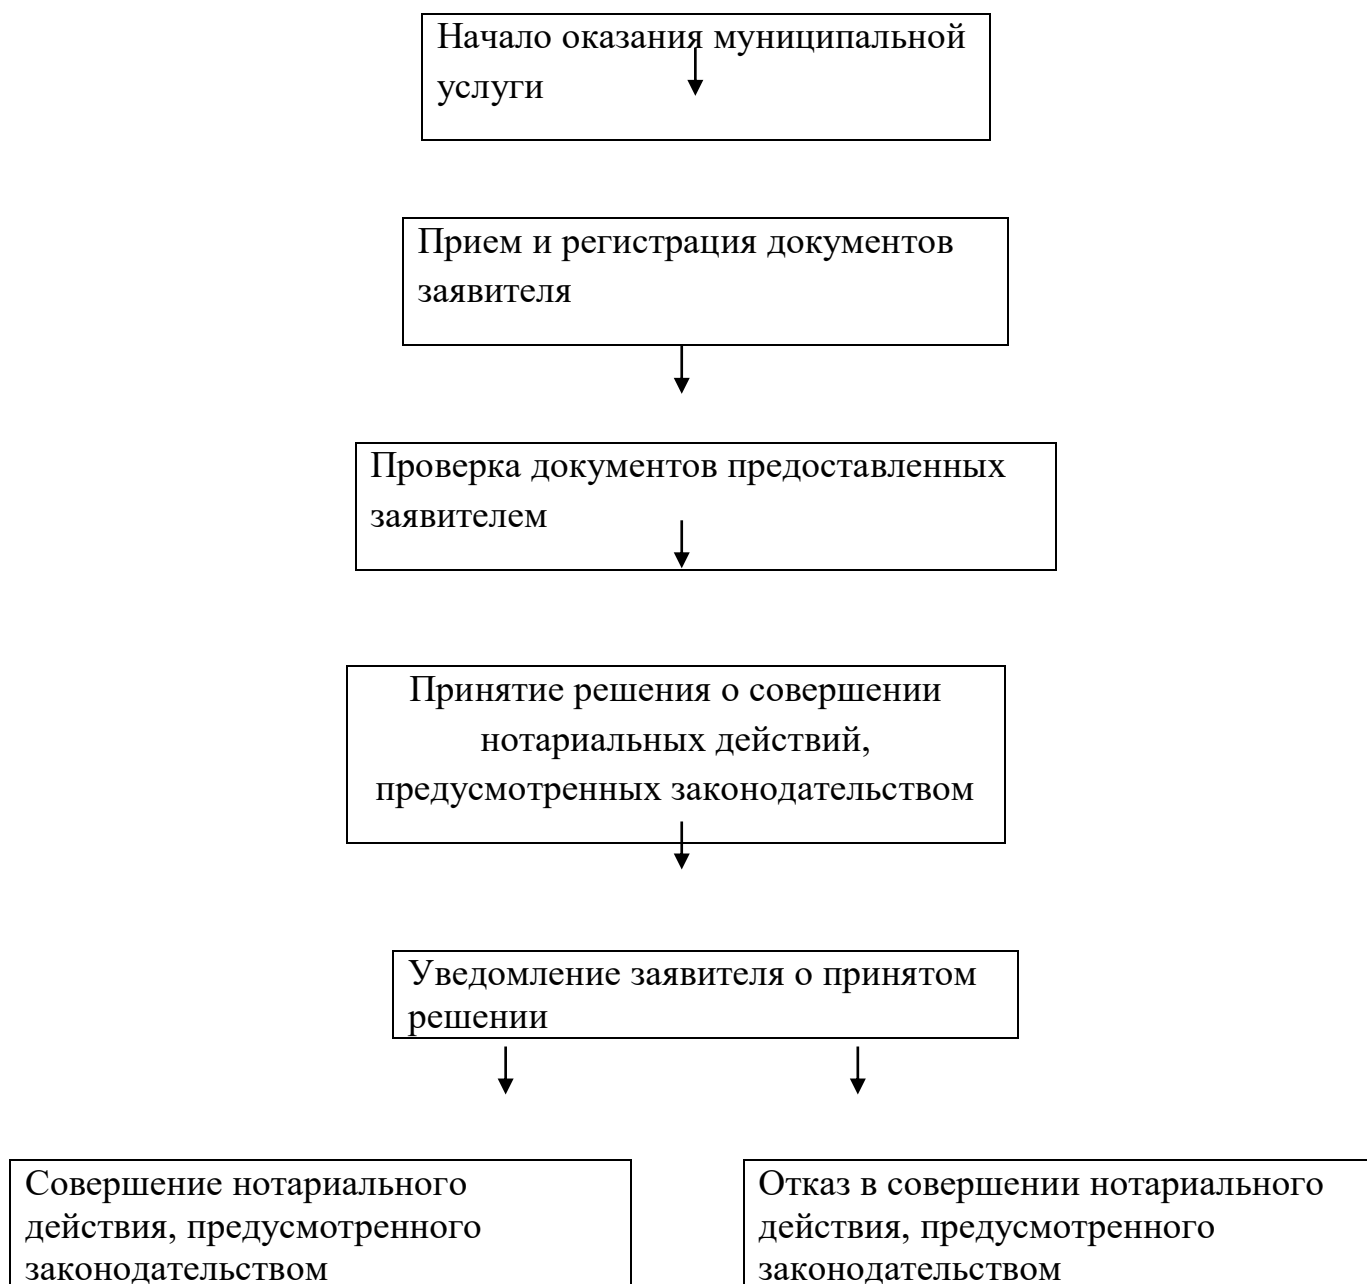 Начало оказания муниципальной
услуги
Прием и регистрация документов
заявителя
Проверка документов предоставленных
заявителем
Принятие решения о совершении
нотариальных действий,
предусмотренных законодательством
Уведомление заявителя о принятом
решении
Совершение нотариального
действия, предусмотренного
законодательством
Отказ в совершении нотариального
действия, предусмотренного
законодательством